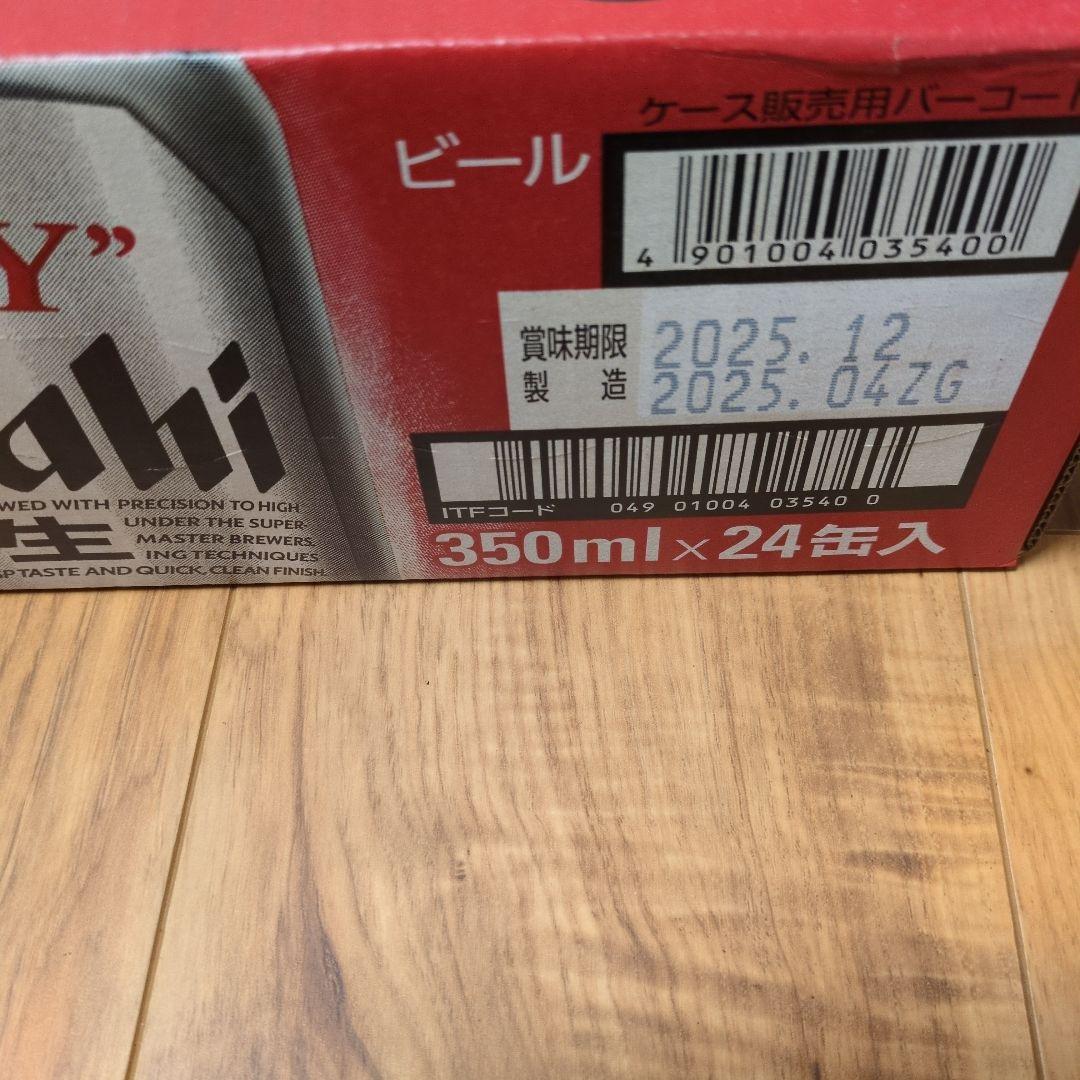 ケース販売用バーコード
ビール
4 901004 035400
Y”
賞味期限 2025. 12
製造 2025. 04ZG
ahi
ITFコード 049 01004 03540 0
WED WITH PRECISION TO HIGH
生
UNDER THE SUPER-
MASTER BREWERS.
ING TECHNIQUES
SP TASTE AND QUICK, CLEAN FINISH.
350ml×24缶入